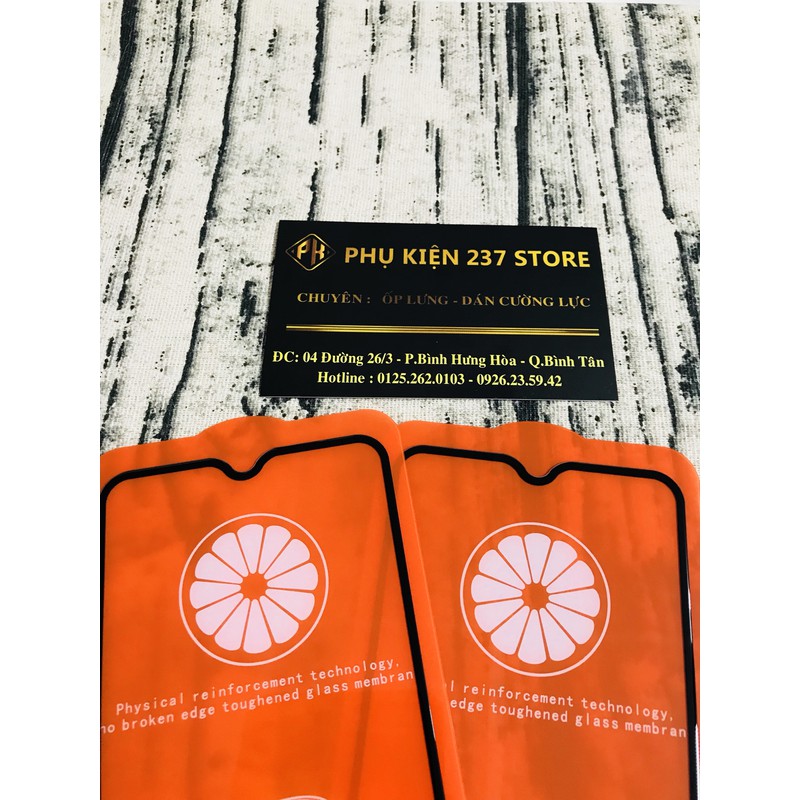 PK PHỤ KIỆN 237 STORE
CHUYÊN : ỐP LƯNG - DÁN CƯỜNG LỰC
ĐC: 04 Đường 26/3 - P.Bình Hưng Hòa - Q.Bình Tân
Hotline : 0125.262.0103 - 0926.23.59.42
Physical reinforcement technology,
no broken edge toughened glass membran
l reinforcement technology,
edge toughened glass membran